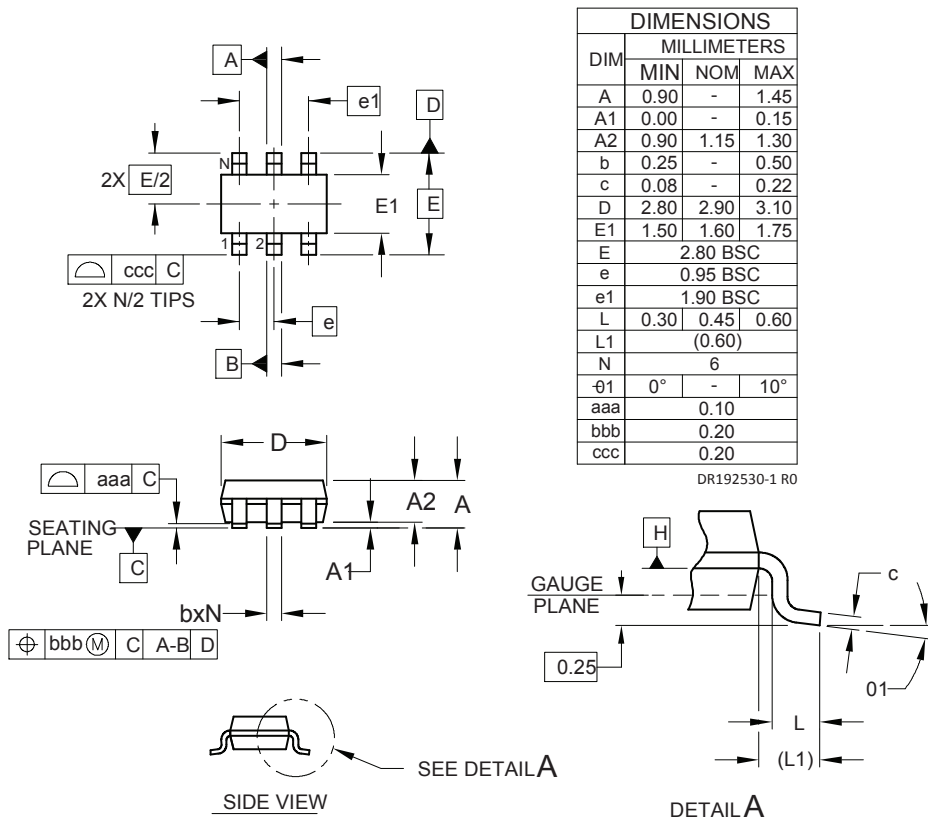 A
e1
D
N
2X E/2
E1
E
1 2
ccc C
2X N/2 TIPS
e
B
DIMENSIONS
DIM MILLIMETERS
MIN NOM MAX
A 0.90 - 1.45
A1 0.00 - 0.15
A2 0.90 1.15 1.30
b 0.25 - 0.50
c 0.08 - 0.22
D 2.80 2.90 3.10
E1 1.50 1.60 1.75
E 2.80 BSC
e 0.95 BSC
e1 1.90 BSC
L 0.30 0.45 0.60
L1 (0.60)
N 6
θ1 0° - 10°
aaa 0.10
bbb 0.20
ccc 0.20
DR192530-1 R0
D
aaa C
A2 A
SEATING
PLANE
C
A1
bxN
⌖ bbb Ⓜ C A-B D
SEE DETAIL A
SIDE VIEW
H
GAUGE
PLANE
c
0.25
01
L
(L1)
DETAIL A